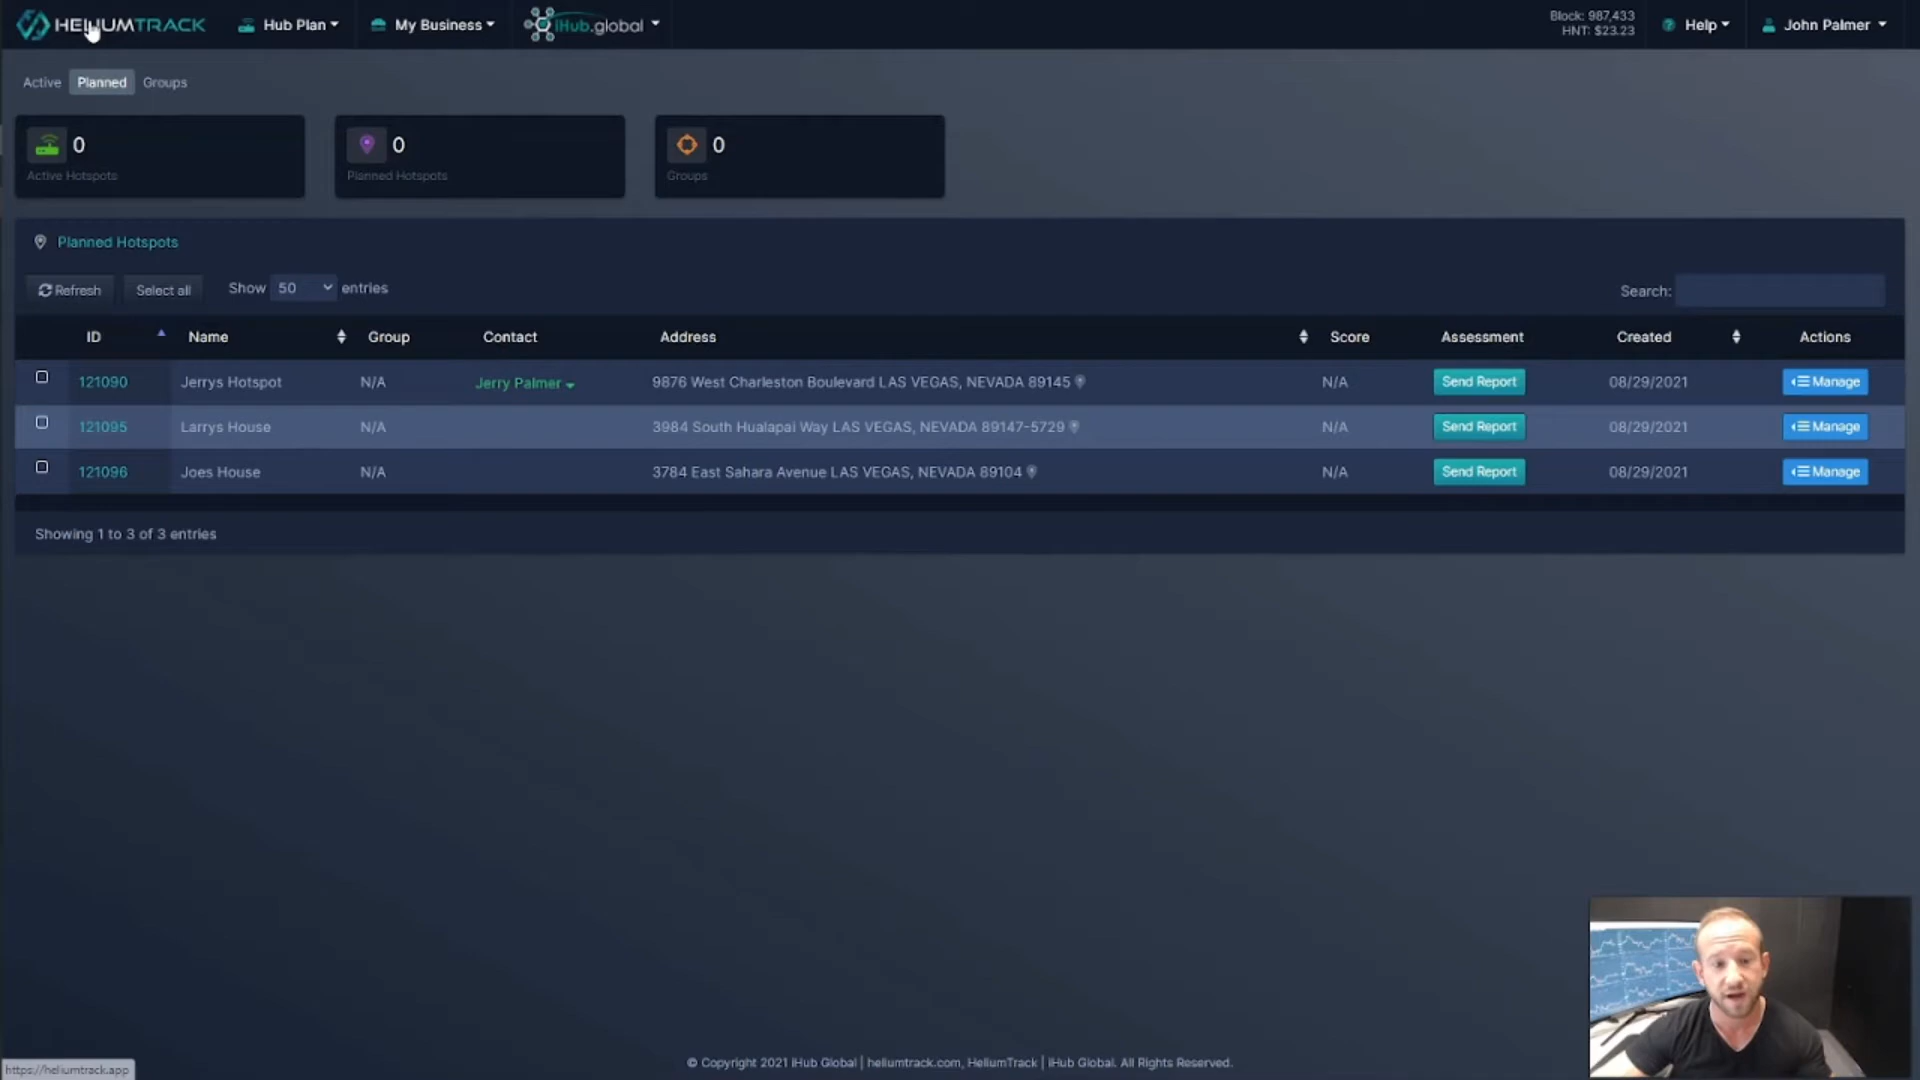 HELIUMTRACK Hub Plan My Business iHub.global Block: 987,433 HNT: $23.23 Help John Palmer
Active Planned Groups
0 0 0
Active Hotspots Planned Hotspots Groups
Planned Hotspots
Refresh Select all Show 50 entries Search:
ID Name Group Contact Address Score Assessment Created Actions
121090 Jerrys Hotspot N/A Jerry Palmer 9876 West Charleston Boulevard LAS VEGAS, NEVADA 89145 N/A Send Report 08/29/2021 Manage
121095 Larrys House N/A 3984 South Hualapai Way LAS VEGAS, NEVADA 89147-5729 N/A Send Report 08/29/2021 Manage
121096 Joes House N/A 3784 East Sahara Avenue LAS VEGAS, NEVADA 89104 N/A Send Report 08/29/2021 Manage
Showing 1 to 3 of 3 entries
© Copyright 2021 iHub Global | heliumtrack.com, HeliumTrack | iHub Global. All Rights Reserved.
https://heliumtrack.app